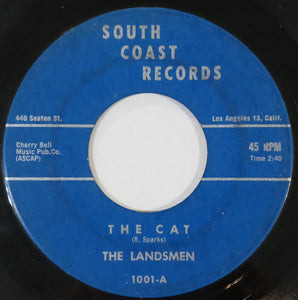 SOUTH
COAST
RECORDS
440 Seaton St.
Los Angeles 13, Calif.
Cherry Bell
Music Pub.Co.
(ASCAP)
45 RPM
Time 2:40
THE CAT
(R. Sparks)
THE LANDSMEN
1001-A